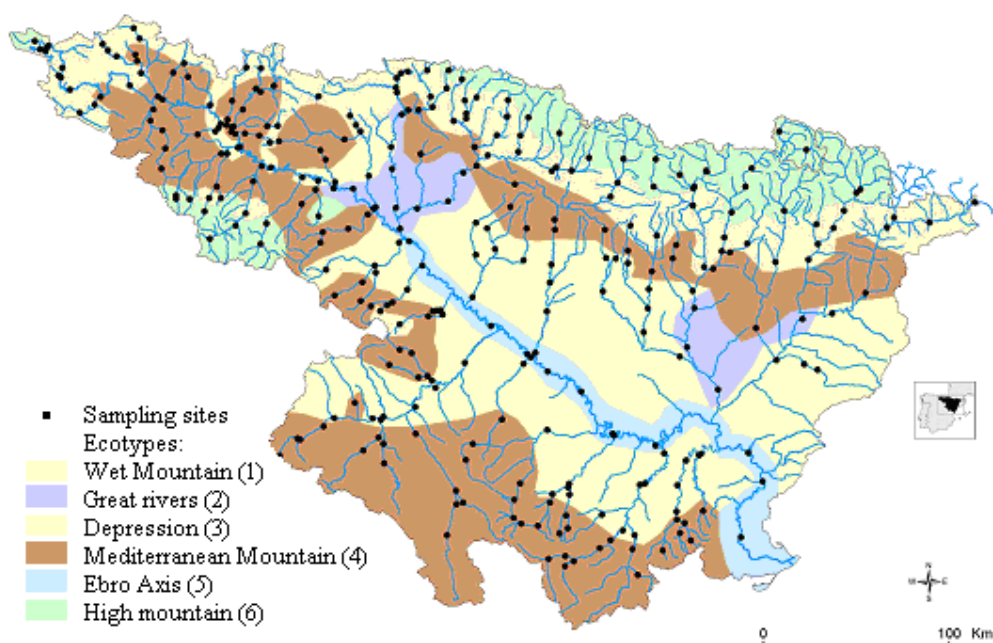 Sampling sites
Ecotypes:
Wet Mountain (1)
Great rivers (2)
Depression (3)
Mediterranean Mountain (4)
Ebro Axis (5)
High mountain (6)
N
W E
S
0 100 Km